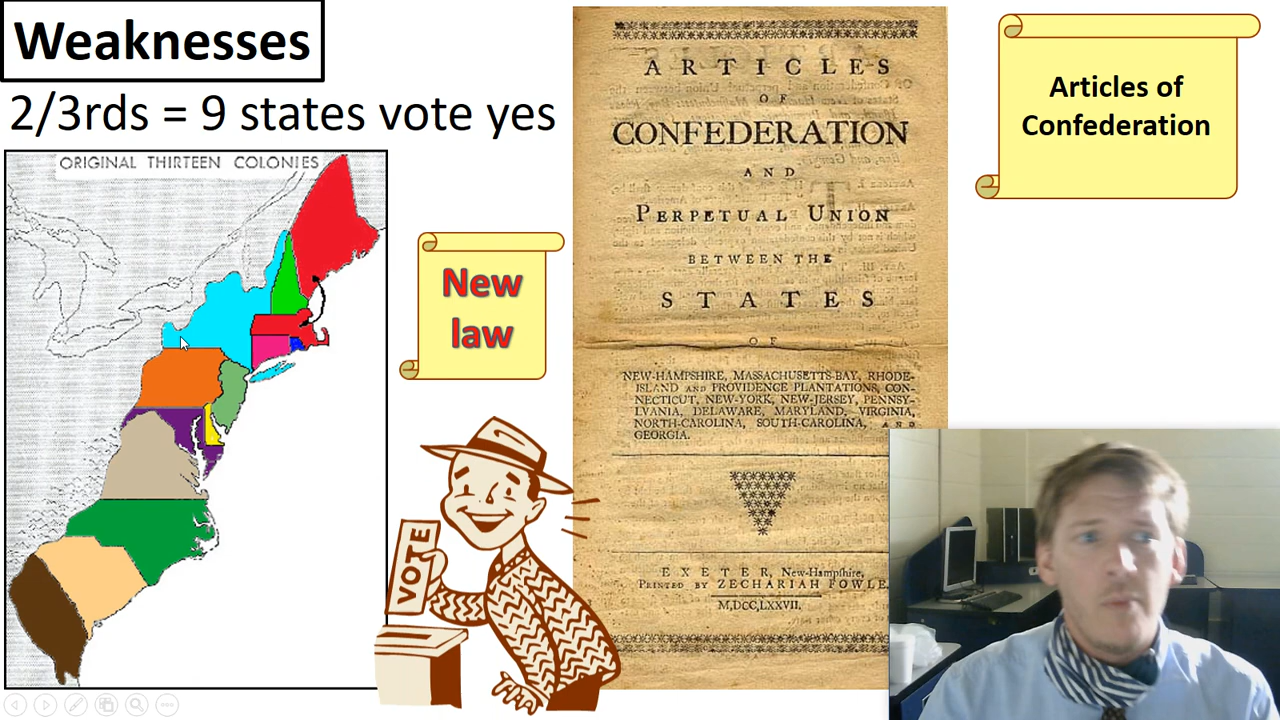 Weaknesses
2/3rds = 9 states vote yes
ORIGINAL THIRTEEN COLONIES
New
law
VOTE
ARTICLES
OF
CONFEDERATION
AND
PERPETUAL UNION
BETWEEN THE
STATES
OF
NEW-HAMPSHIRE, MASSACHUSETTS-BAY, RHODE-
ISLAND AND PROVIDENCE PLANTATIONS, CON-
NECTICUT, NEW-YORK, NEW-JERSEY, PENNSY-
LVANIA, DELAWARE, MARYLAND, VIRGINIA,
NORTH-CAROLINA, SOUTH-CAROLINA, AND
GEORGIA.
EXETER, New-Hampshire,
PRINTED BY ZECHARIAH FOWLE,
M,DCC,LXXVII.
Articles of
Confederation